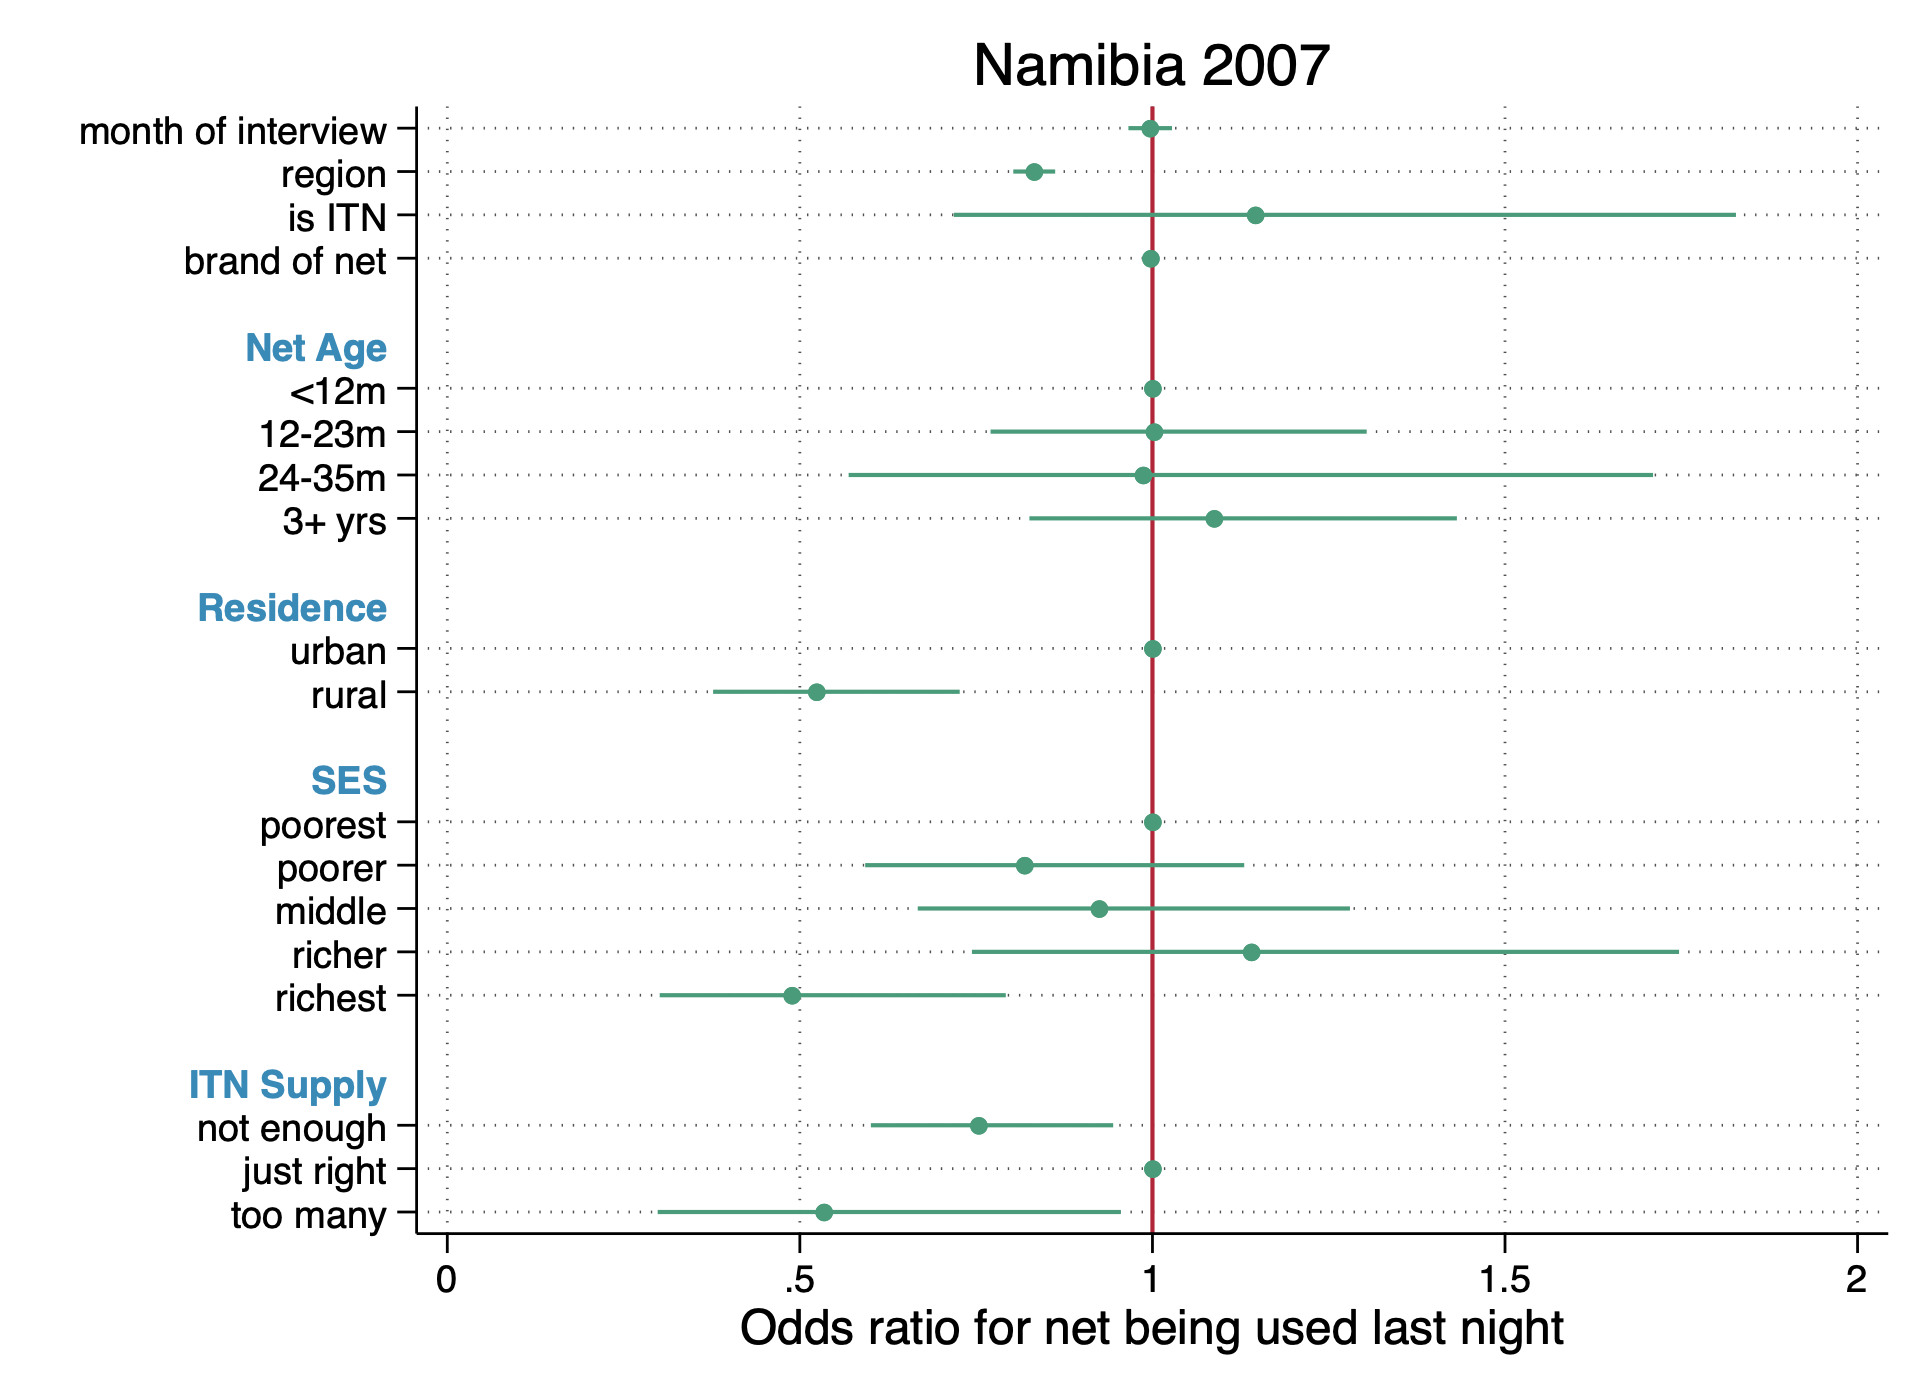 Namibia 2007
month of interview
region
is ITN
brand of net
Net Age
<12m
12-23m
24-35m
3+ yrs
Residence
urban
rural
SES
poorest
poorer
middle
richer
richest
ITN Supply
not enough
just right
too many
0 .5 1 1.5 2
Odds ratio for net being used last night